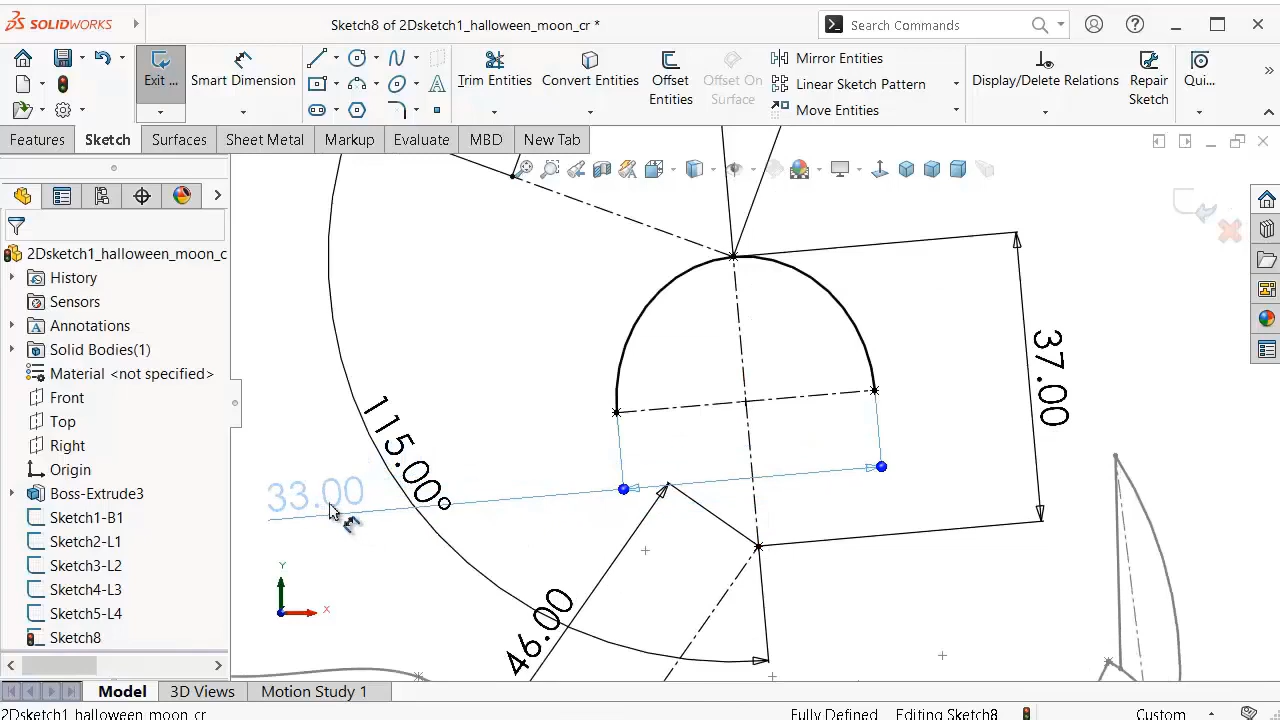 SOLIDWORKS
Sketch8 of 2Dsketch1_halloween_moon_cr *
Search Commands
Exit ...
Smart Dimension
Trim Entities
Convert Entities
Offset Entities
Offset On Surface
Mirror Entities
Linear Sketch Pattern
Move Entities
Display/Delete Relations
Repair Sketch
Qui...
Features
Sketch
Surfaces
Sheet Metal
Markup
Evaluate
MBD
New Tab
2Dsketch1_halloween_moon_c
History
Sensors
Annotations
Solid Bodies(1)
Material <not specified>
Front
Top
Right
Origin
Boss-Extrude3
Sketch1-B1
Sketch2-L1
Sketch3-L2
Sketch4-L3
Sketch5-L4
Sketch8
37.00
115.00°
33.00
46.00
Y
X
Model
3D Views
Motion Study 1
2Dsketch1_halloween_moon_cr
Fully Defined
Editing Sketch8
Custom